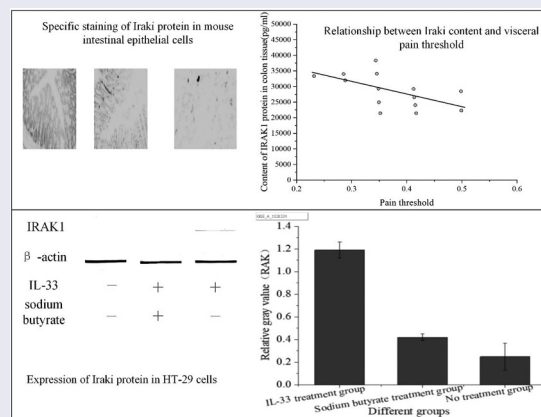 Specific staining of Iraki protein in mouse
intestinal epithelial cells
Relationship between Iraki content and visceral
pain threshold
Content of IRAK1 protein in colon tissue(pg/ml)
50000
45000
40000
35000
30000
25000
20000
15000
10000
5000
0
0.2
0.3
0.4
0.5
0.6
Pain threshold
IRAK1
β -actin
IL-33
- + +
sodium
butyrate
- + -
Expression of Iraki protein in HT-29 cells
Relative gray value (RAK)
1.4
1.2
1.0
0.8
0.6
0.4
0.2
0.0
IL-33 treatment group
Sodium butyrate treatment group
No treatment group
Different groups